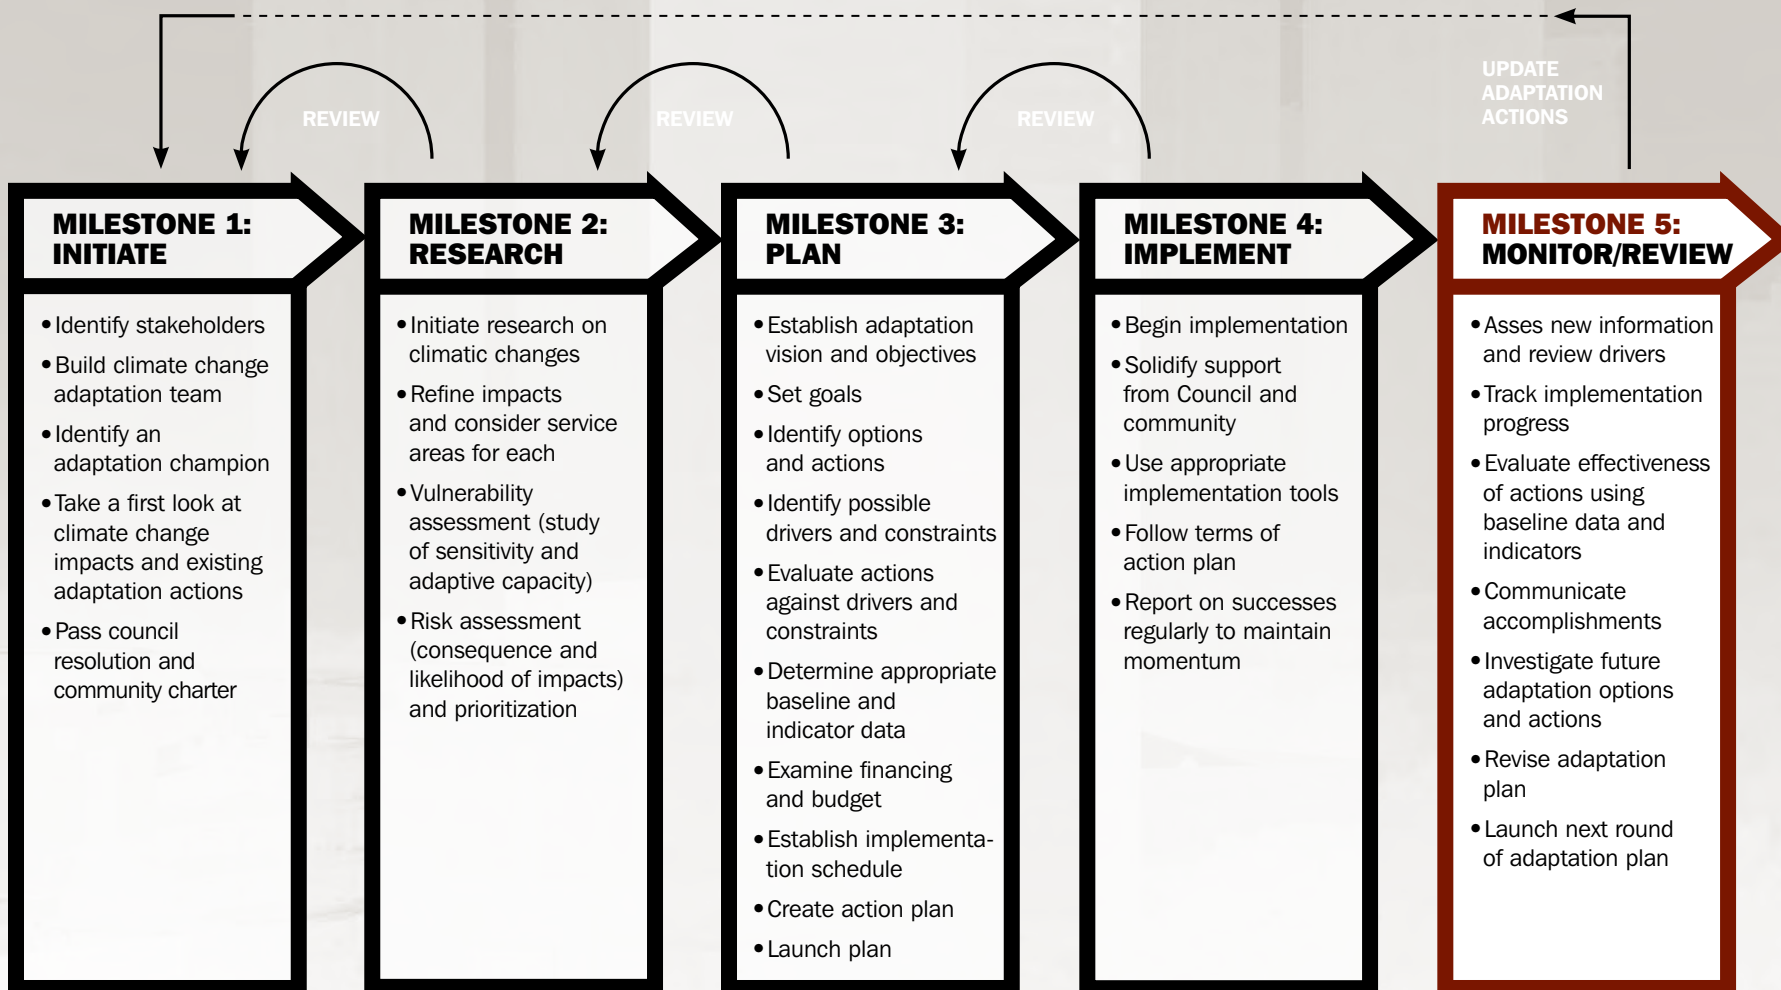 REVIEW
REVIEW
REVIEW
UPDATE
ADAPTATION
ACTIONS
MILESTONE 1:
INITIATE
• Identify stakeholders
• Build climate change
adaptation team
• Identify an
adaptation champion
• Take a first look at
climate change
impacts and existing
adaptation actions
• Pass council
resolution and
community charter
MILESTONE 2:
RESEARCH
• Initiate research on
climatic changes
• Refine impacts
and consider service
areas for each
• Vulnerability
assessment (study
of sensitivity and
adaptive capacity)
• Risk assessment
(consequence and
likelihood of impacts)
and prioritization
MILESTONE 3:
PLAN
• Establish adaptation
vision and objectives
• Set goals
• Identify options
and actions
• Identify possible
drivers and constraints
• Evaluate actions
against drivers and
constraints
• Determine appropriate
baseline and
indicator data
• Examine financing
and budget
• Establish implementa-
tion schedule
• Create action plan
• Launch plan
MILESTONE 4:
IMPLEMENT
• Begin implementation
• Solidify support
from Council and
community
• Use appropriate
implementation tools
• Follow terms of
action plan
• Report on successes
regularly to maintain
momentum
MILESTONE 5:
MONITOR/REVIEW
• Asses new information
and review drivers
• Track implementation
progress
• Evaluate effectiveness
of actions using
baseline data and
indicators
• Communicate
accomplishments
• Investigate future
adaptation options
and actions
• Revise adaptation
plan
• Launch next round
of adaptation plan